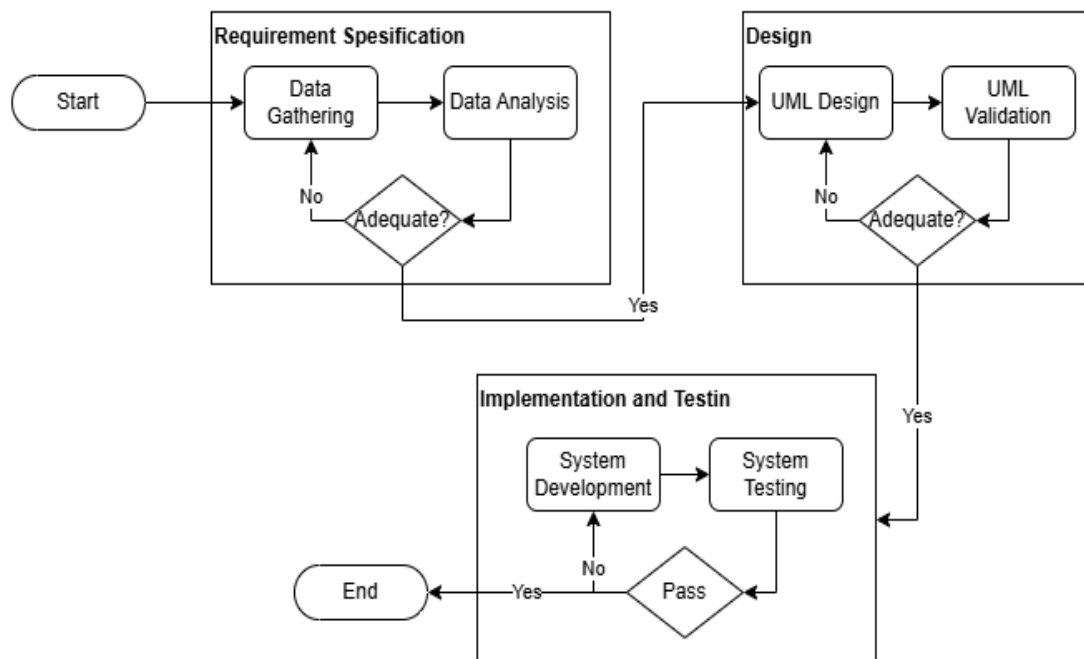 Requirement Spesification
Start
Data
Gathering
Data Analysis
No
Adequate?
Yes
Design
UML Design
UML
Validation
No
Adequate?
Yes
Implementation and Testin
System
Development
System
Testing
No
Pass
Yes
End